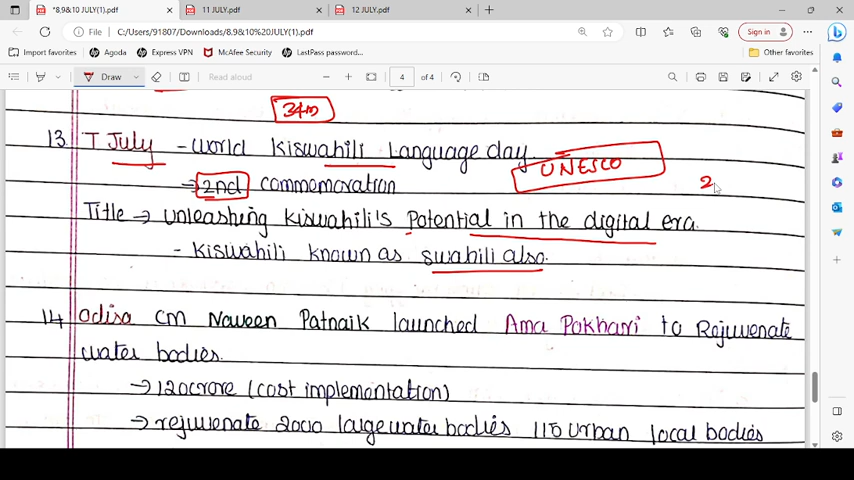 *8,9&10 JULY(1).pdf
11 JULY.pdf
12 JULY.pdf
File
C:/Users/91807/Downloads/8,9&10 JULY(1).pdf
Sign in
Import favorites
Agoda
Express VPN
McAfee Security
LastPass password...
Other favorites
Draw
Read aloud
4
of 4
34th
13 7 July - world Kiswahili Language day
UNESCO
→ 2nd commemoration
2
Title → unleashing Kiswahili's potential in the digital era.
- Kiswahili known as swahili also.
14 Odisa CM Naveen Patnaik launched Ama Pokhari to Rejuvenate
water bodies.
→ 120crore (cost implementation)
→ rejuvenate 2000 large water bodies 115 Urban local bodies